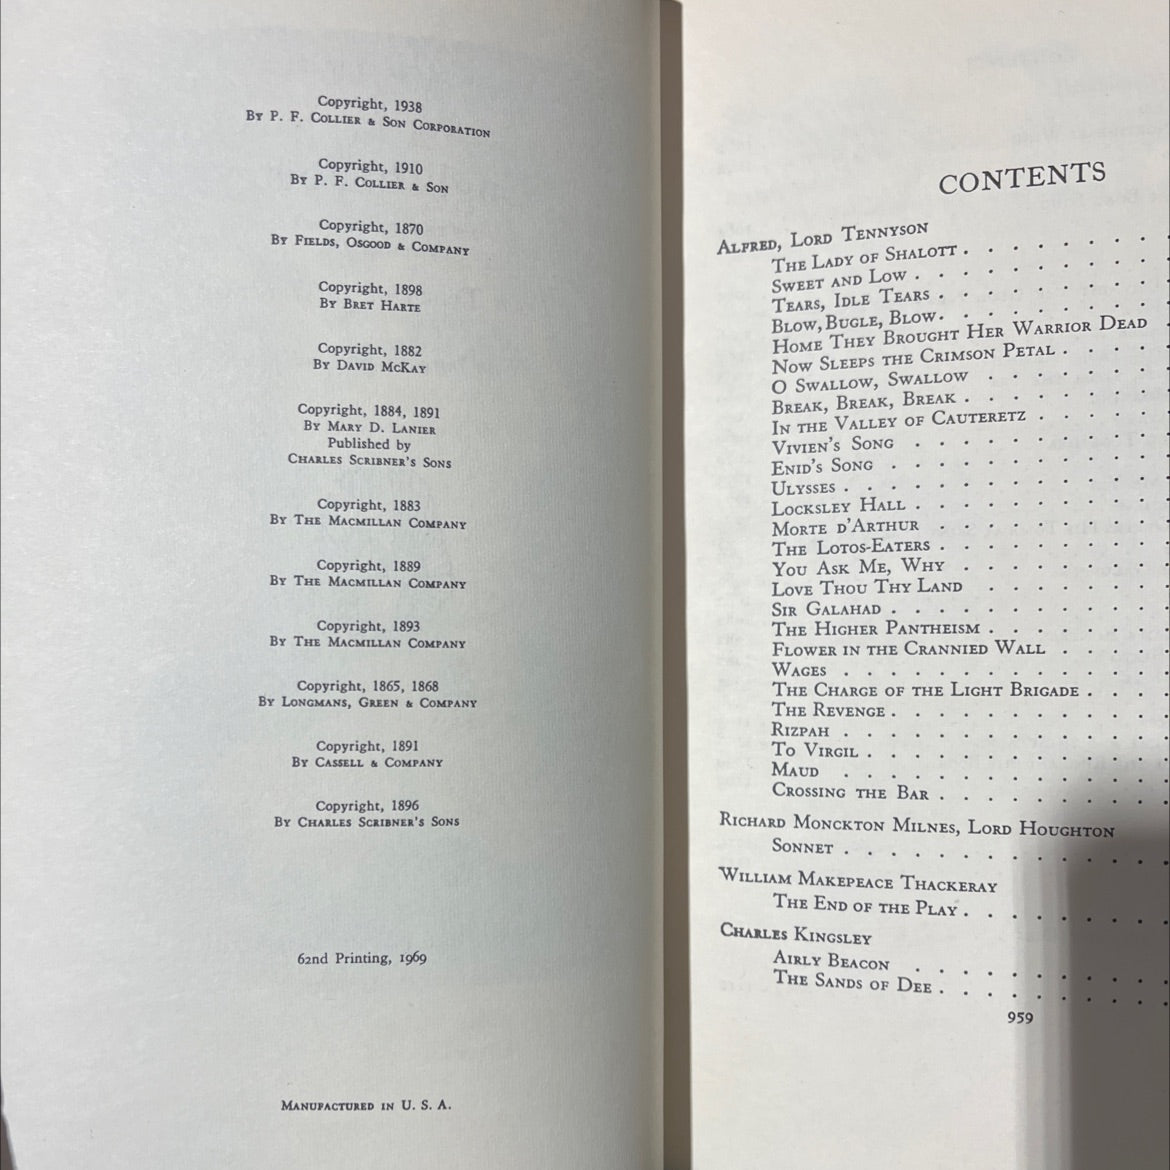 Copyright, 1938
By P. F. Collier & Son Corporation
Copyright, 1910
By P. F. Collier & Son
Copyright, 1870
By Fields, Osgood & Company
Copyright, 1898
By Bret Harte
Copyright, 1882
By David McKay
Copyright, 1884, 1891
By Mary D. Lanier
Published by
Charles Scribner's Sons
Copyright, 1883
By The Macmillan Company
Copyright, 1889
By The Macmillan Company
Copyright, 1893
By The Macmillan Company
Copyright, 1865, 1868
By Longmans, Green & Company
Copyright, 1891
By Cassell & Company
Copyright, 1896
By Charles Scribner's Sons
62nd Printing, 1969
Manufactured in U. S. A.
CONTENTS
Alfred, Lord Tennyson
The Lady of Shalott . . . . . . . . .
Sweet and Low . . . . . . . . . . .
Tears, Idle Tears . . . . . . . . . .
Blow, Bugle, Blow . . . . . . . . . .
Home They Brought Her Warrior Dead .
Now Sleeps the Crimson Petal . . . . .
O Swallow, Swallow . . . . . . . .
Break, Break, Break . . . . . . . . .
In the Valley of Cauteretz . . . . . .
Vivien's Song . . . . . . . . . . .
Enid's Song . . . . . . . . . . . .
Ulysses . . . . . . . . . . . . . .
Locksley Hall . . . . . . . . . . .
Morte d'Arthur . . . . . . . . . .
The Lotos-Eaters . . . . . . . . . .
You Ask Me, Why . . . . . . . . .
Love Thou Thy Land . . . . . . . .
Sir Galahad . . . . . . . . . . . .
The Higher Pantheism . . . . . . . .
Flower in the Crannied Wall . . . . .
Wages . . . . . . . . . . . . . .
The Charge of the Light Brigade . . . .
The Revenge . . . . . . . . . . . .
Rizpah . . . . . . . . . . . . . .
To Virgil . . . . . . . . . . . . .
Maud . . . . . . . . . . . . . .
Crossing the Bar . . . . . . . . . .
Richard Monckton Milnes, Lord Houghton
Sonnet . . . . . . . . . . . . . .
William Makepeace Thackeray
The End of the Play . . . . . . . . .
Charles Kingsley
Airly Beacon . . . . . . . . . . .
The Sands of Dee . . . . . . . . . .
959